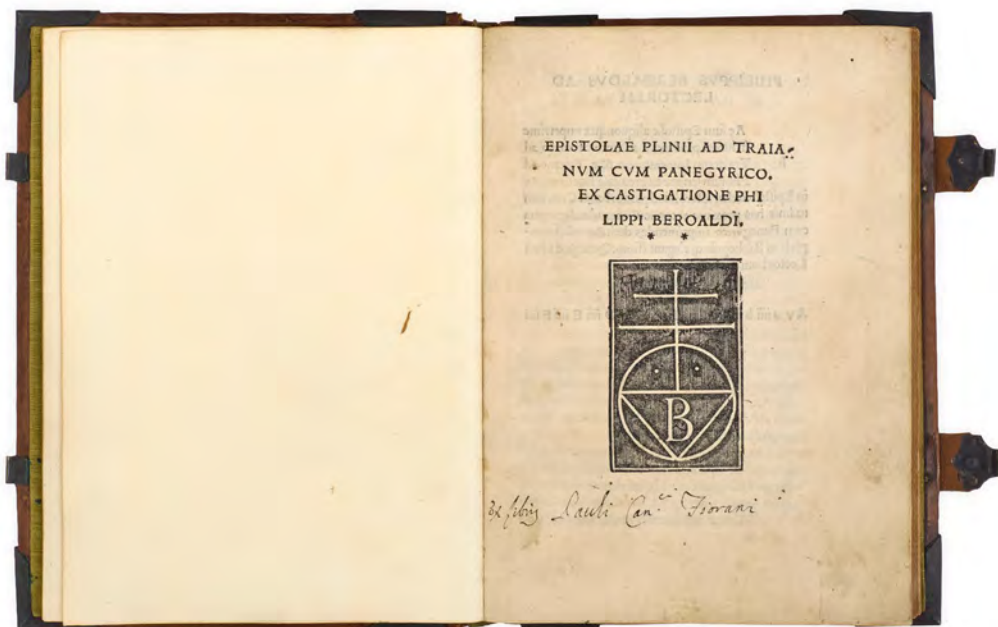 EPISTOLAE PLINII AD TRAIA-
NVM CVM PANEGYRICO.
EX CASTIGATIONE PHI
LIPPI BEROALDI.
* *
B
Ex libris Pauli Can.ci Fiorani